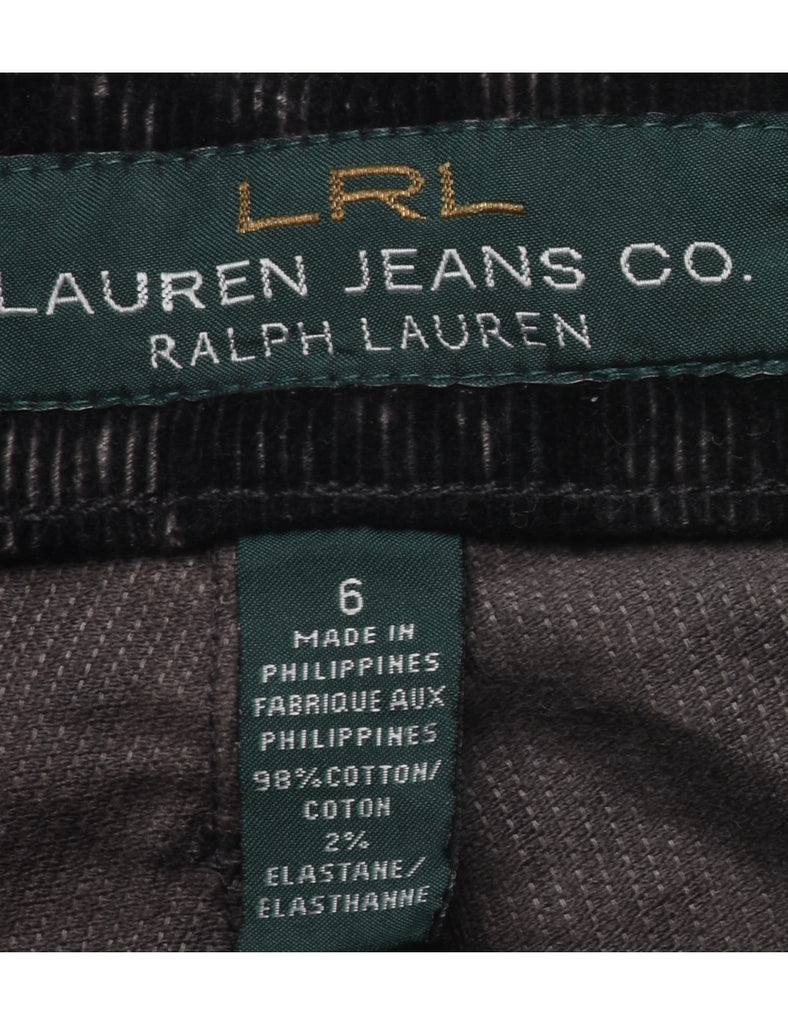 LRL
LAUREN JEANS CO.
RALPH LAUREN
6
MADE IN
PHILIPPINES
FABRIQUE AUX
PHILIPPINES
98% COTTON/
COTON
2%
ELASTANE/
ELASTHANNE